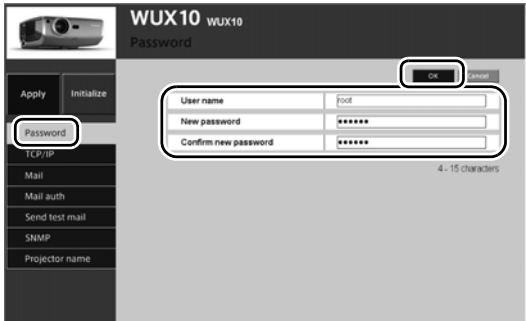 WUX10 WUX10
Password
OK Cancel
Apply Initialize
User name root
New password ••••••
Confirm new password ••••••
4 - 15 characters
Password
TCP/IP
Mail
Mail auth
Send test mail
SNMP
Projector name